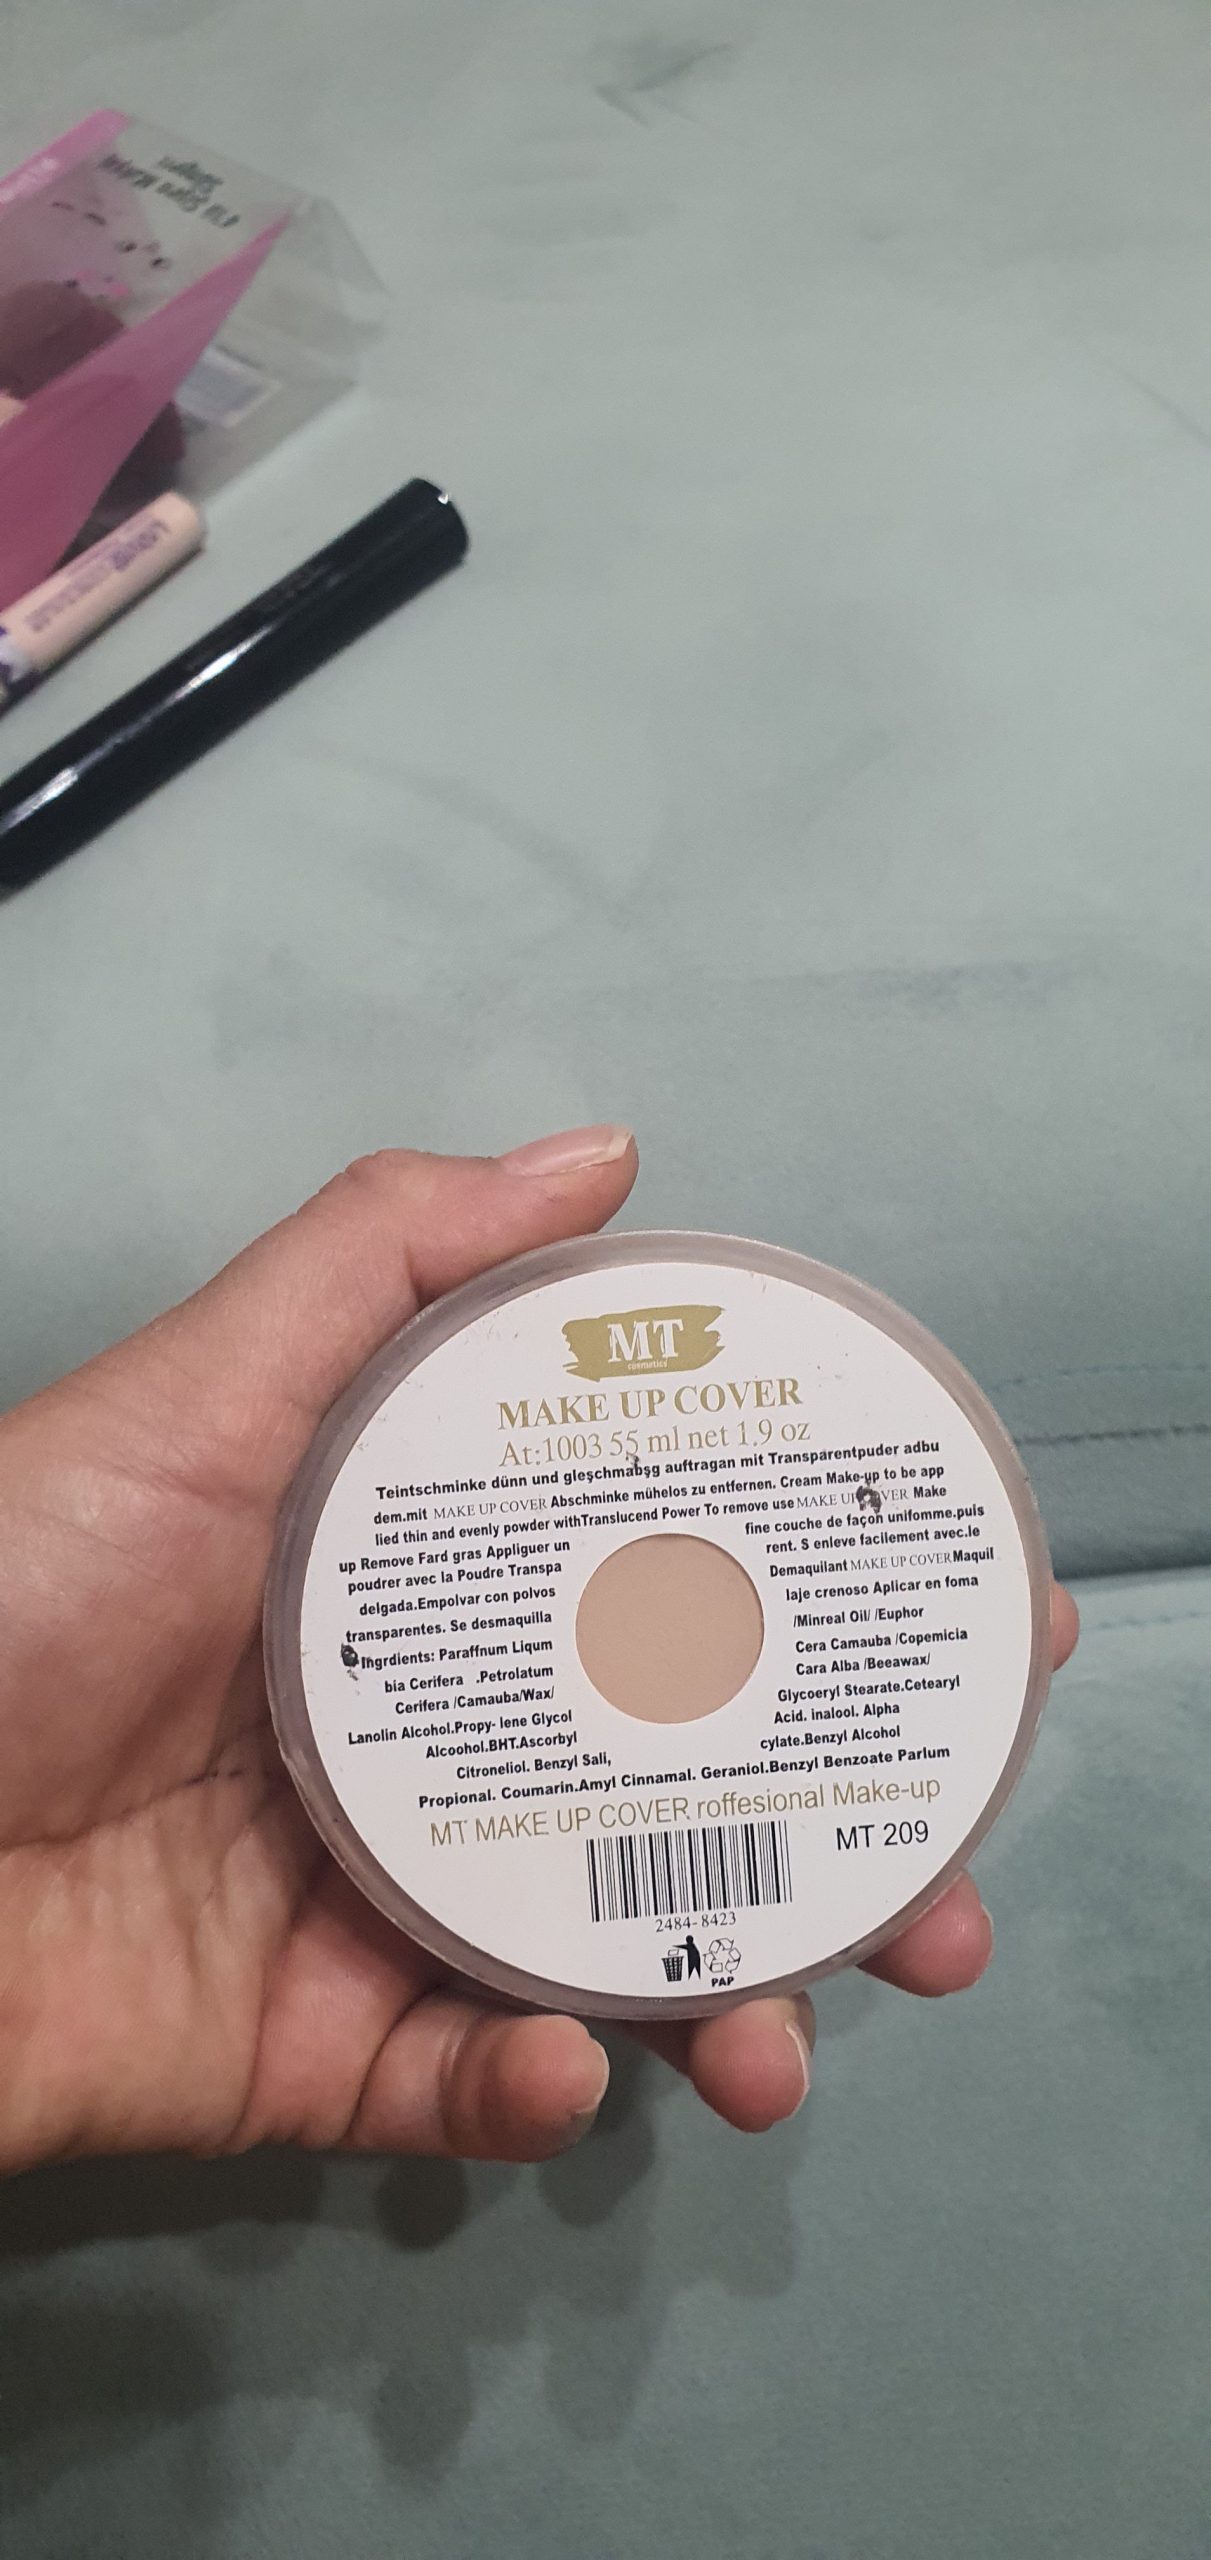 MT
cosmetics
MAKE UP COVER
At:1003 55 ml net 1.9 oz
Teintschminke dünn und gleşchmabşg auftragan mit Transparentpuder adbu
dem.mit MAKE UP COVER Abschminke mühelos zu entfernen. Cream Make-up to be app
lied thin and evenly powder withTranslucend Power To remove use MAKE UP COVER Make
up Remove Fard gras Appliguer un fine couche de façon unifomme.puis
poudrer avec la Poudre Transpa rent. S enleve facilement avec.le
Demaquilant MAKE UP COVER Maquil
delgada.Empolvar con polvos laje crenoso Aplicar en foma
transparentes. Se desmaquilla /Minreal Oil/ /Euphor
Ihgrdients: Paraffnum Liqum Cera Camauba /Copemicia
bia Cerifera .Petrolatum Cara Alba /Beeawax/
Cerifera /Camauba/Wax/ Glycoeryl Stearate.Cetearyl
Lanolin Alcohol.Propy- lene Glycol Acid. inalool. Alpha
Alcoohol.BHT.Ascorbyl cylate.Benzyl Alcohol
Citroneliol. Benzyl Sali,
Propional. Coumarin.Amyl Cinnamal. Geraniol.Benzyl Benzoate Parlum
MT MAKE UP COVER roffesional Make-up
MT 209
2484-8423
PAP